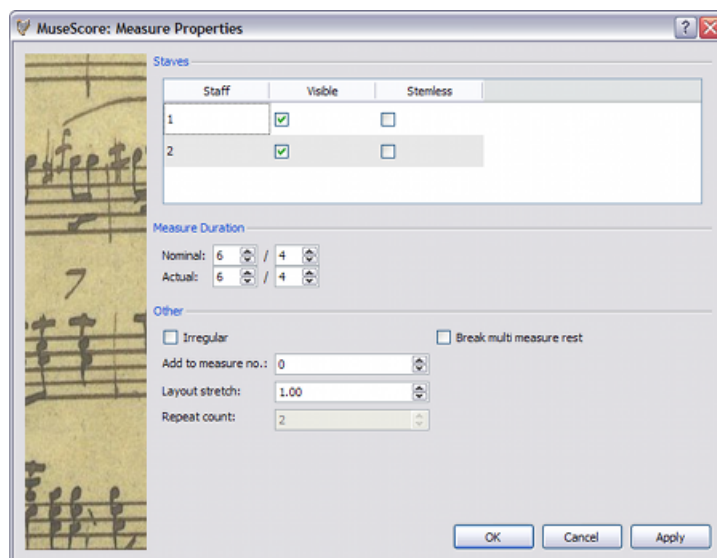 MuseScore: Measure Properties
Staves
Staff Visible Stemless
1
2
Measure Duration
Nominal: 6 / 4
Actual: 6 / 4
Other
Irregular Break multi measure rest
Add to measure no.: 0
Layout stretch: 1.00
Repeat count: 2
OK Cancel Apply
7